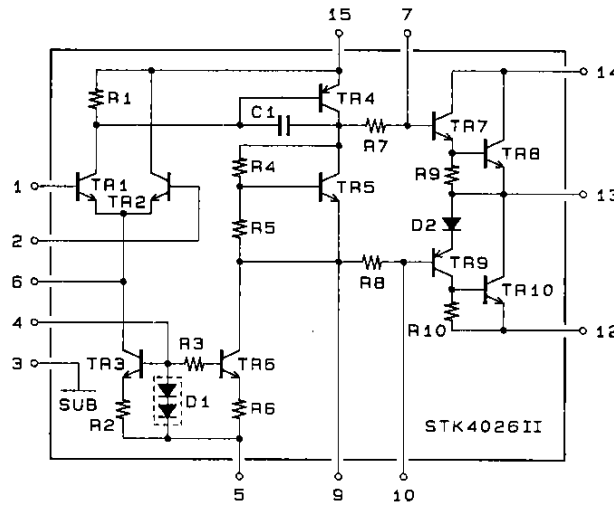 15 7
14
R1 TR4
C1 TR7 TR8
R7
R4 R9
1 TR1 TR2 TR5 13
D2
2 R5
TR9
6 R8 TR10
4 R10 12
R3
3 TR3 TR6
D1
SUB R2 R6 STK4026II
5 9 10